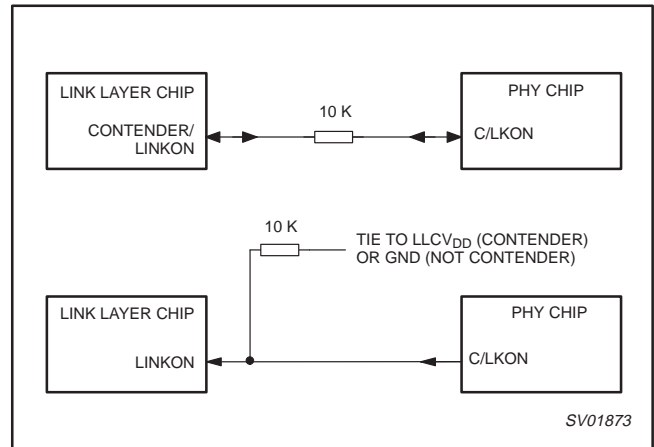 LINK LAYER CHIP
CONTENDER/
LINKON
10 K
PHY CHIP
C/LKON
10 K
TIE TO LLCVDD (CONTENDER)
OR GND (NOT CONTENDER)
LINK LAYER CHIP
LINKON
PHY CHIP
C/LKON
SV01873